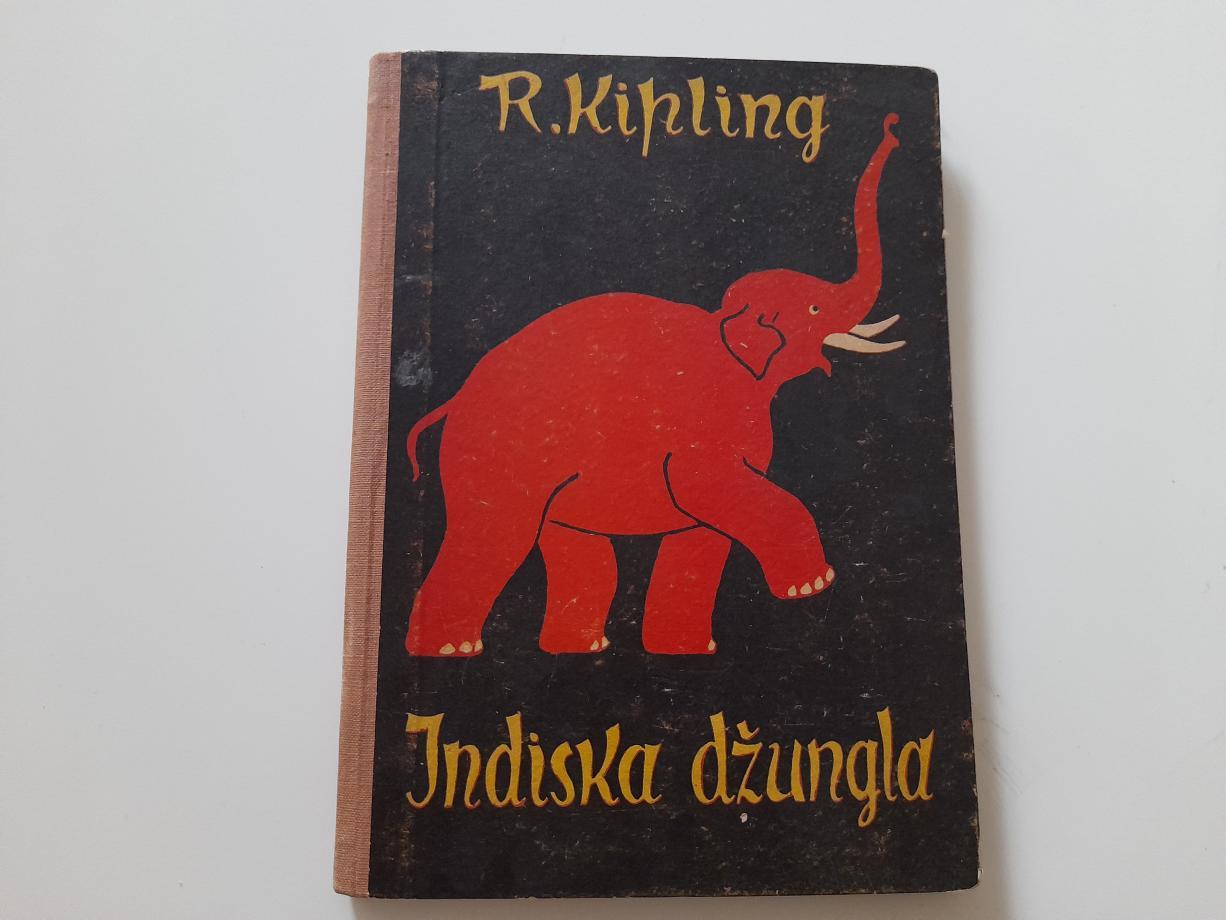 R. Kipling
Indiska džungla